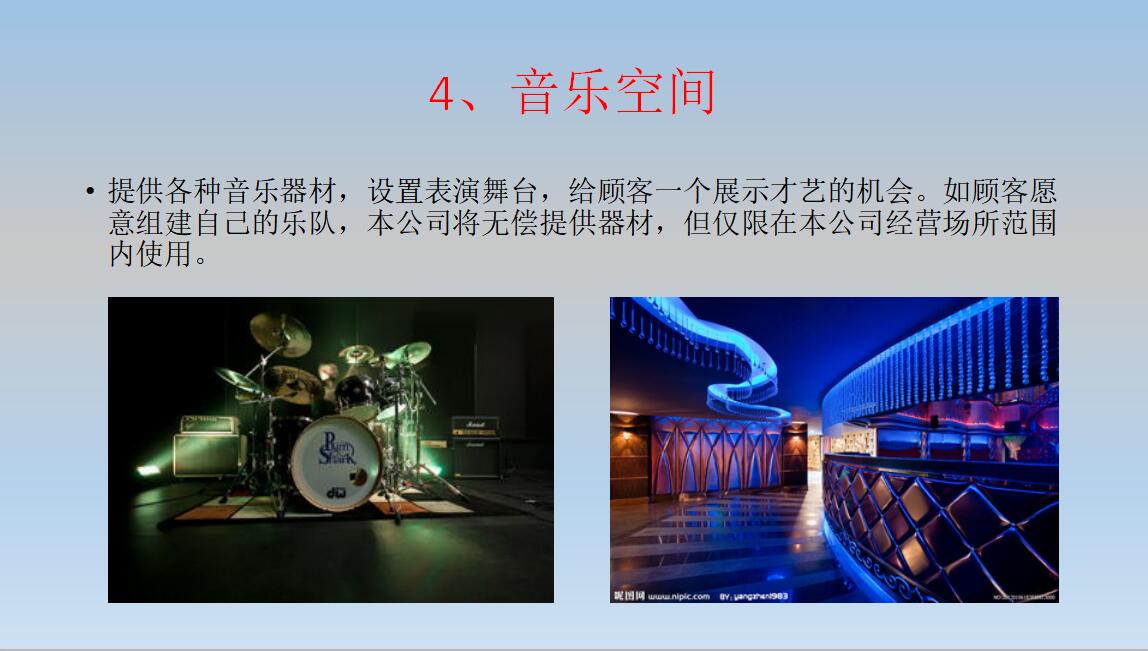 4、音乐空间
• 提供各种音乐器材，设置表演舞台，给顾客一个展示才艺的机会。如顾客愿
意组建自己的乐队，本公司将无偿提供器材，但仅限在本公司经营场所范围
内使用。
Marshall
dw
昵图网 www.nipic.com BY: yangzhen1983